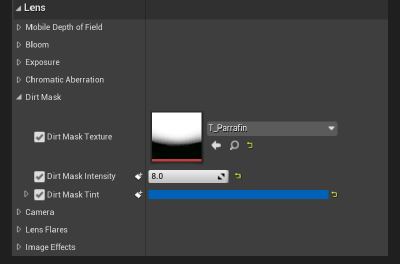 Lens
Mobile Depth of Field
Bloom
Exposure
Chromatic Aberration
Dirt Mask
Dirt Mask Texture
T_Parrafin
Dirt Mask Intensity
8.0
Dirt Mask Tint
Camera
Lens Flares
Image Effects